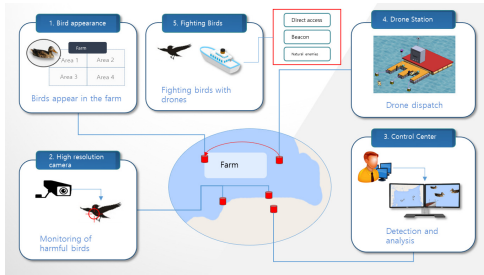 1. Bird appearance
Farm
Area 1
Area 2
Area 3
Area 4
Birds appear in the farm
5. Fighting Birds
Fighting birds with
drones
Direct access
Beacon
Natural enemies
4. Drone Station
Drone dispatch
2. High resolution
camera
Monitoring of
harmful birds
Farm
3. Control Center
Detection and
analysis